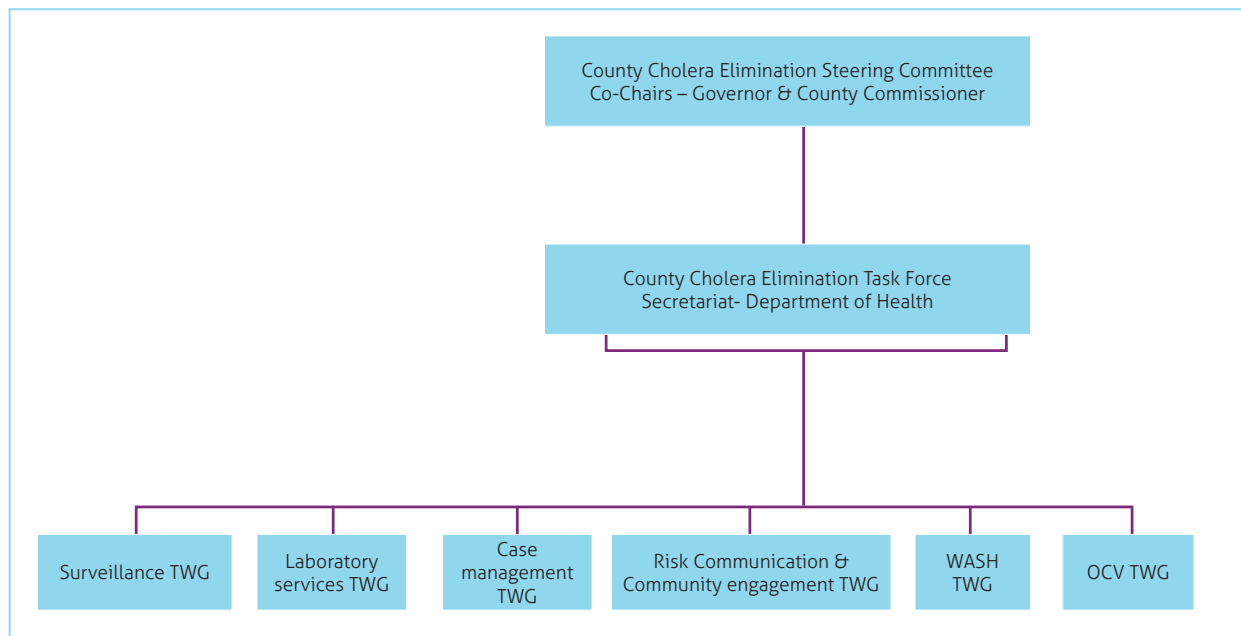 County Cholera Elimination Steering Committee
Co-Chairs – Governor & County Commissioner
County Cholera Elimination Task Force
Secretariat- Department of Health
Surveillance TWG
Laboratory
services TWG
Case
management
TWG
Risk Communication &
Community engagement TWG
WASH
TWG
OCV TWG